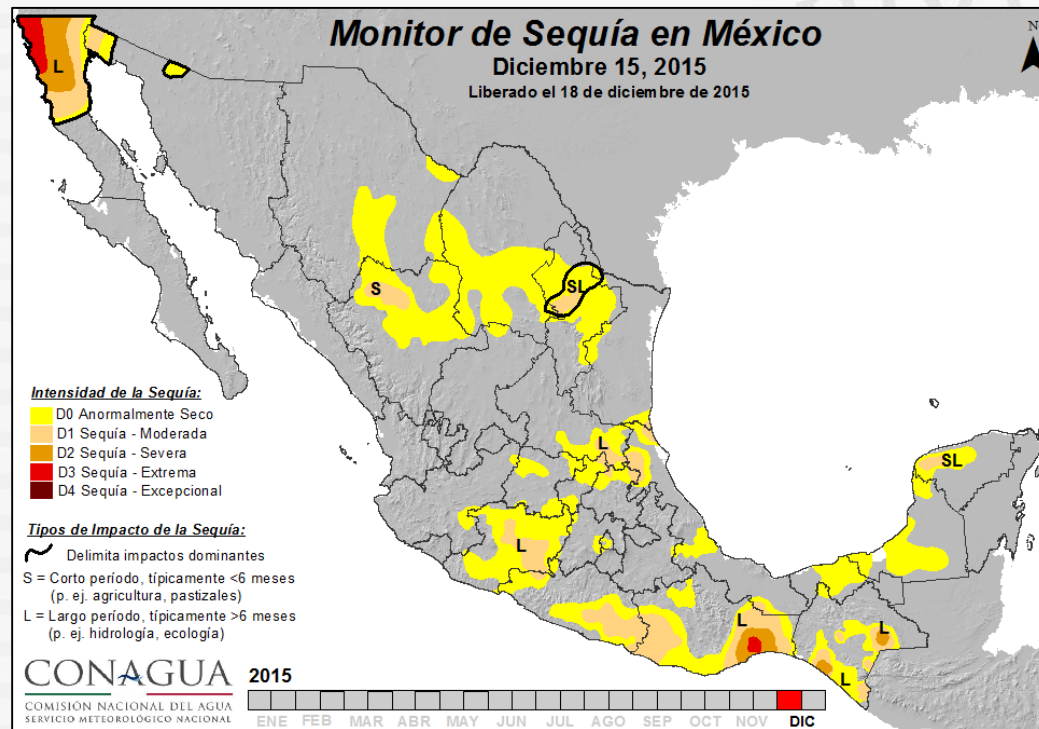 Monitor de Sequía en México
Diciembre 15, 2015
Liberado el 18 de diciembre de 2015
N
L
S
SL
L
SL
L
L
L
L
Intensidad de la Sequía:
D0 Anormalmente Seco
D1 Sequía - Moderada
D2 Sequía - Severa
D3 Sequía - Extrema
D4 Sequía - Excepcional
Tipos de Impacto de la Sequía:
Delimita impactos dominantes
S = Corto período, típicamente <6 meses
(p. ej. agricultura, pastizales)
L = Largo período, típicamente >6 meses
(p. ej. hidrología, ecología)
CONAGUA
COMISIÓN NACIONAL DEL AGUA
SERVICIO METEOROLÓGICO NACIONAL
2015
ENE FEB MAR ABR MAY JUN JUL AGO SEP OCT NOV DIC